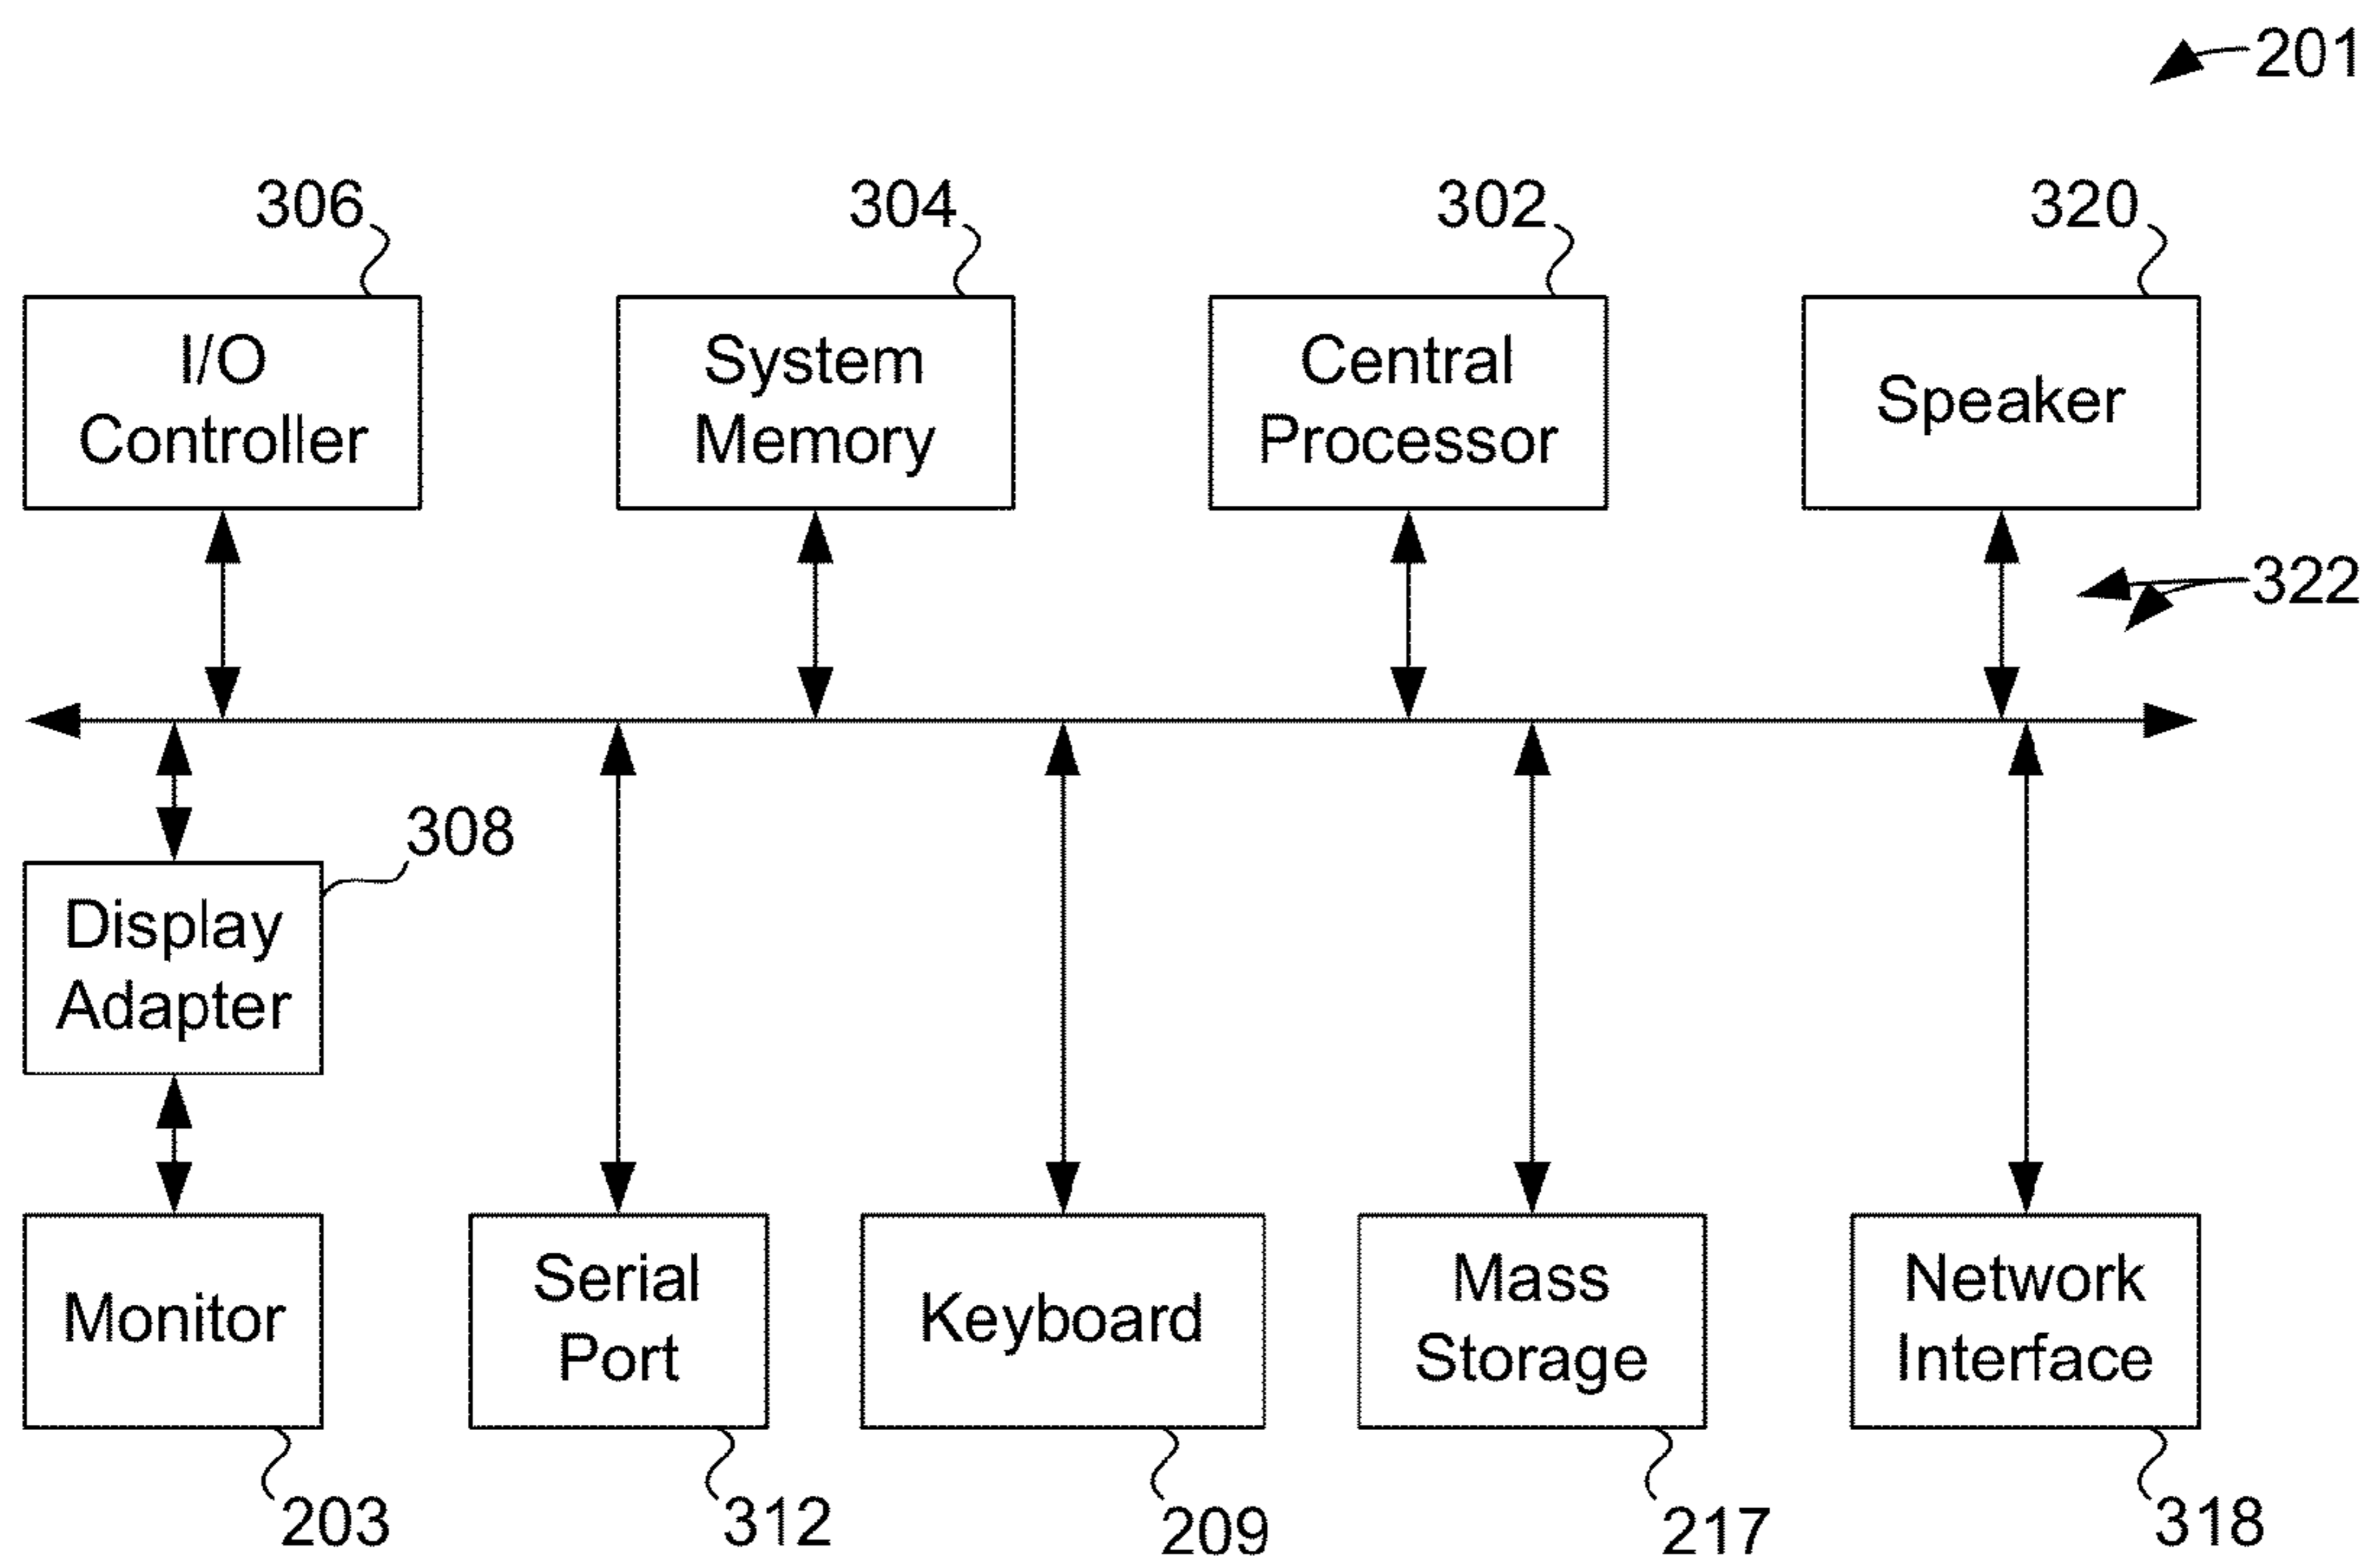 201
306
304
302
320
I/O
Controller
System
Memory
Central
Processor
Speaker
322
308
Display
Adapter
Monitor
Serial
Port
Keyboard
Mass
Storage
Network
Interface
203
312
209
217
318